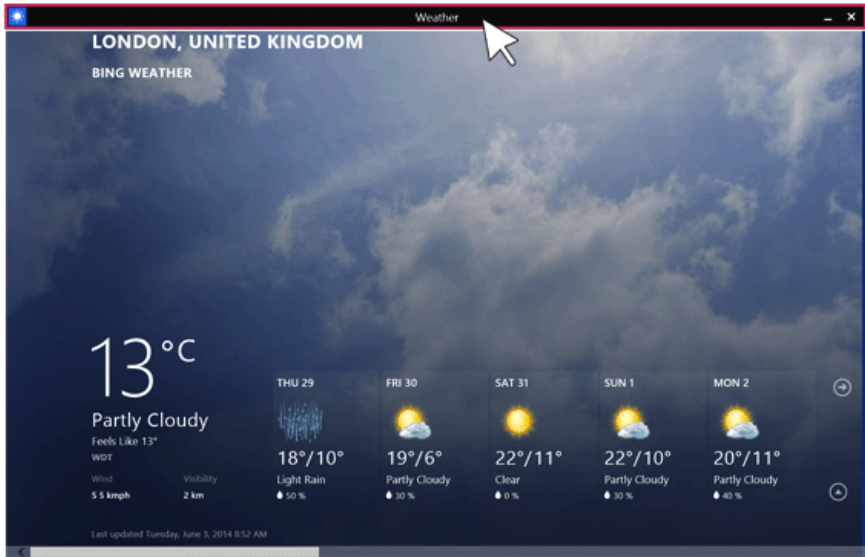 Weather
LONDON, UNITED KINGDOM
BING WEATHER
13°C
Partly Cloudy
Feels Like 13°
WDT
Wind Visibility
S 5 kmph 2 km
THU 29 FRI 30 SAT 31 SUN 1 MON 2
18°/10° 19°/6° 22°/11° 22°/10° 20°/11°
Light Rain Partly Cloudy Clear Partly Cloudy Partly Cloudy
50 % 30 % 0 % 30 % 40 %
Last updated Tuesday, June 3, 2014 8:52 AM